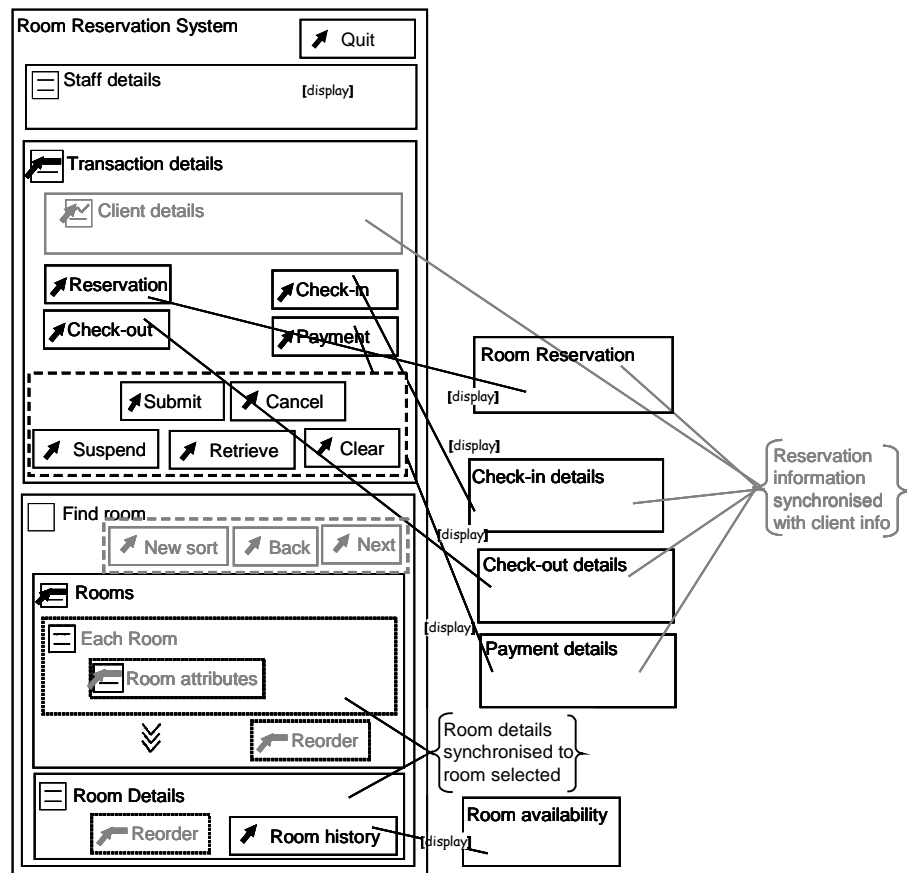 Room Reservation System
Quit
Staff details
[display]
Transaction details
Client details
Reservation
Check-in
Check-out
Payment
Submit
Cancel
Suspend
Retrieve
Clear
Find room
New sort
Back
Next
Rooms
Each Room
Room attributes
Reorder
Room Details
Reorder
Room history
Room Reservation
[display]
[display]
Check-in details
[display]
Check-out details
[display]
Payment details
Reservation
information
synchronised
with client info
Room details
synchronised to
room selected
Room availability
[display]